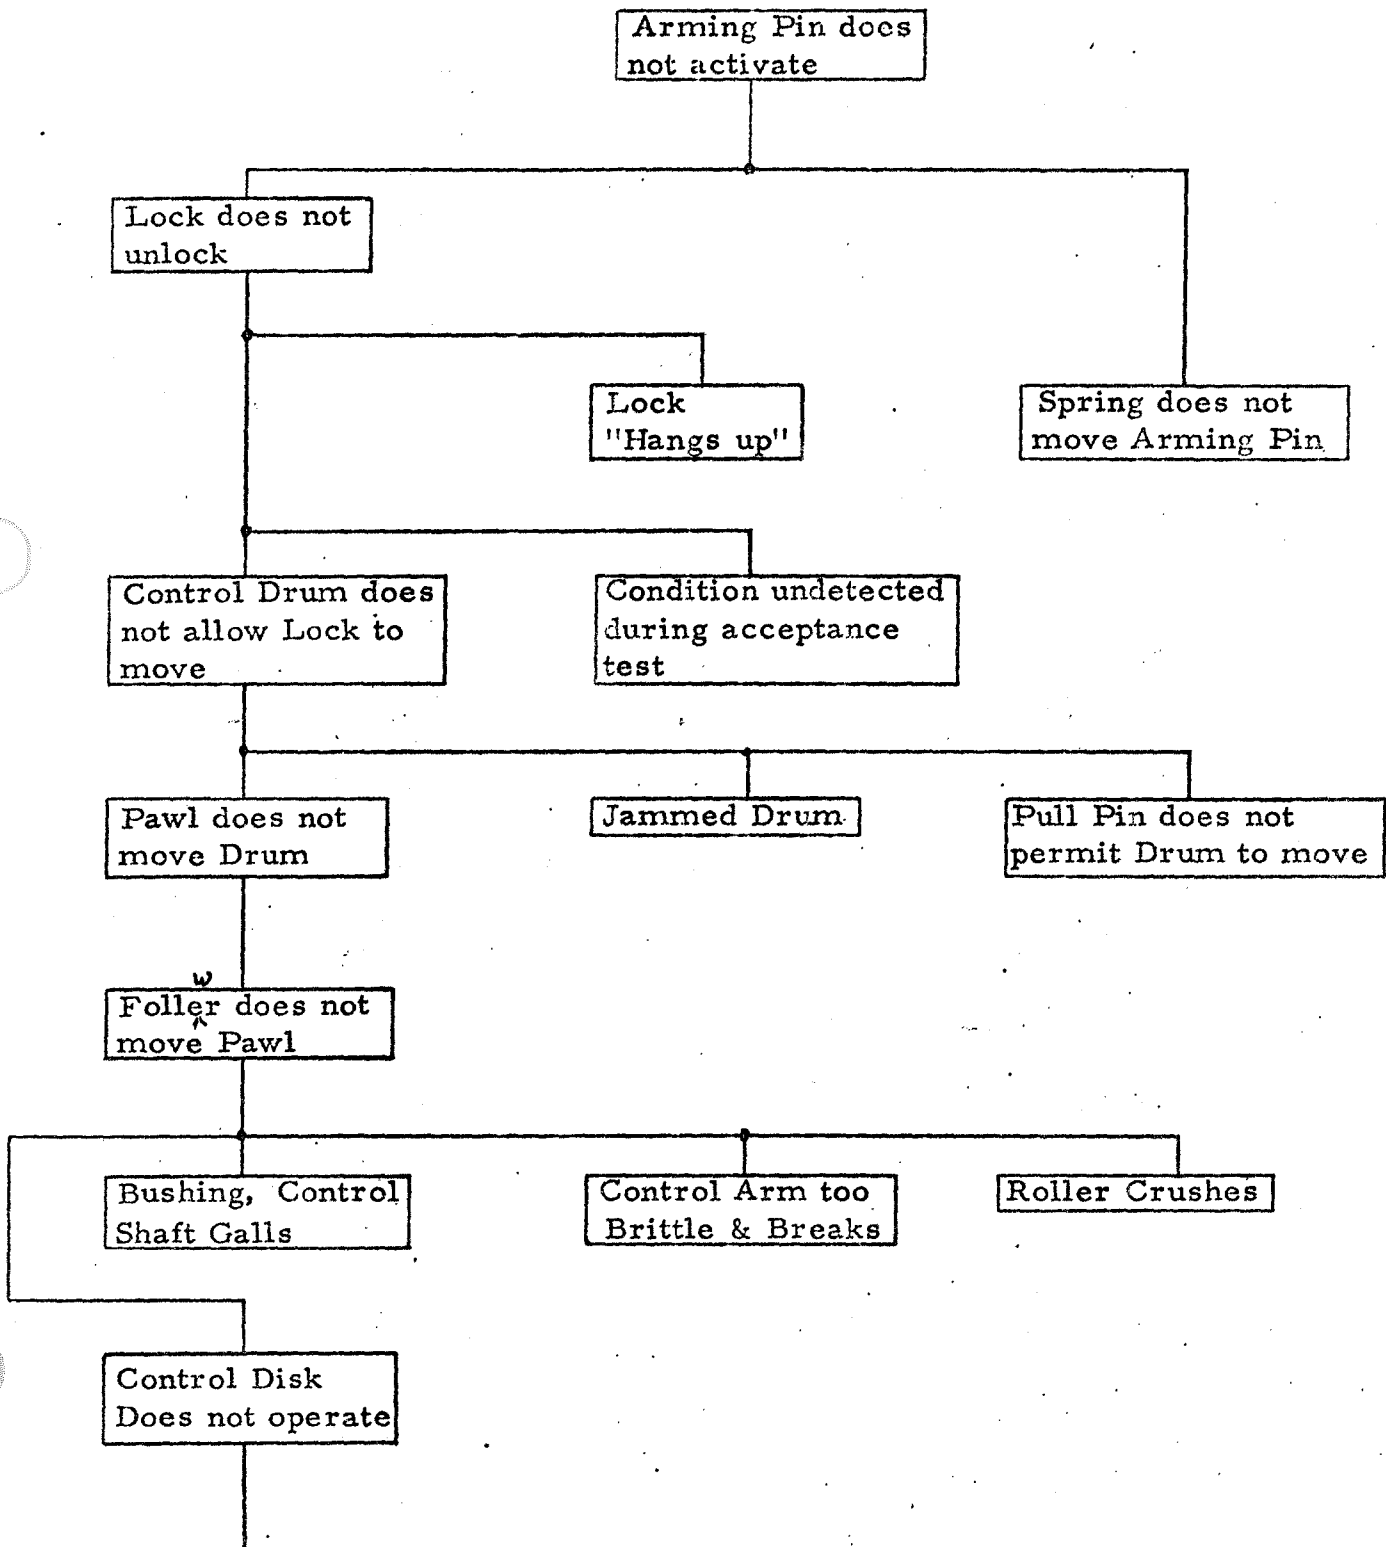 Arming Pin does
not activate
Lock does not
unlock
Lock
"Hangs up"
Spring does not
move Arming Pin
Control Drum does
not allow Lock to
move
Condition undetected
during acceptance
test
Pawl does not
move Drum
Jammed Drum
Pull Pin does not
permit Drum to move
w
Foller does not
move Pawl
Bushing, Control
Shaft Galls
Control Arm too
Brittle & Breaks
Roller Crushes
Control Disk
Does not operate